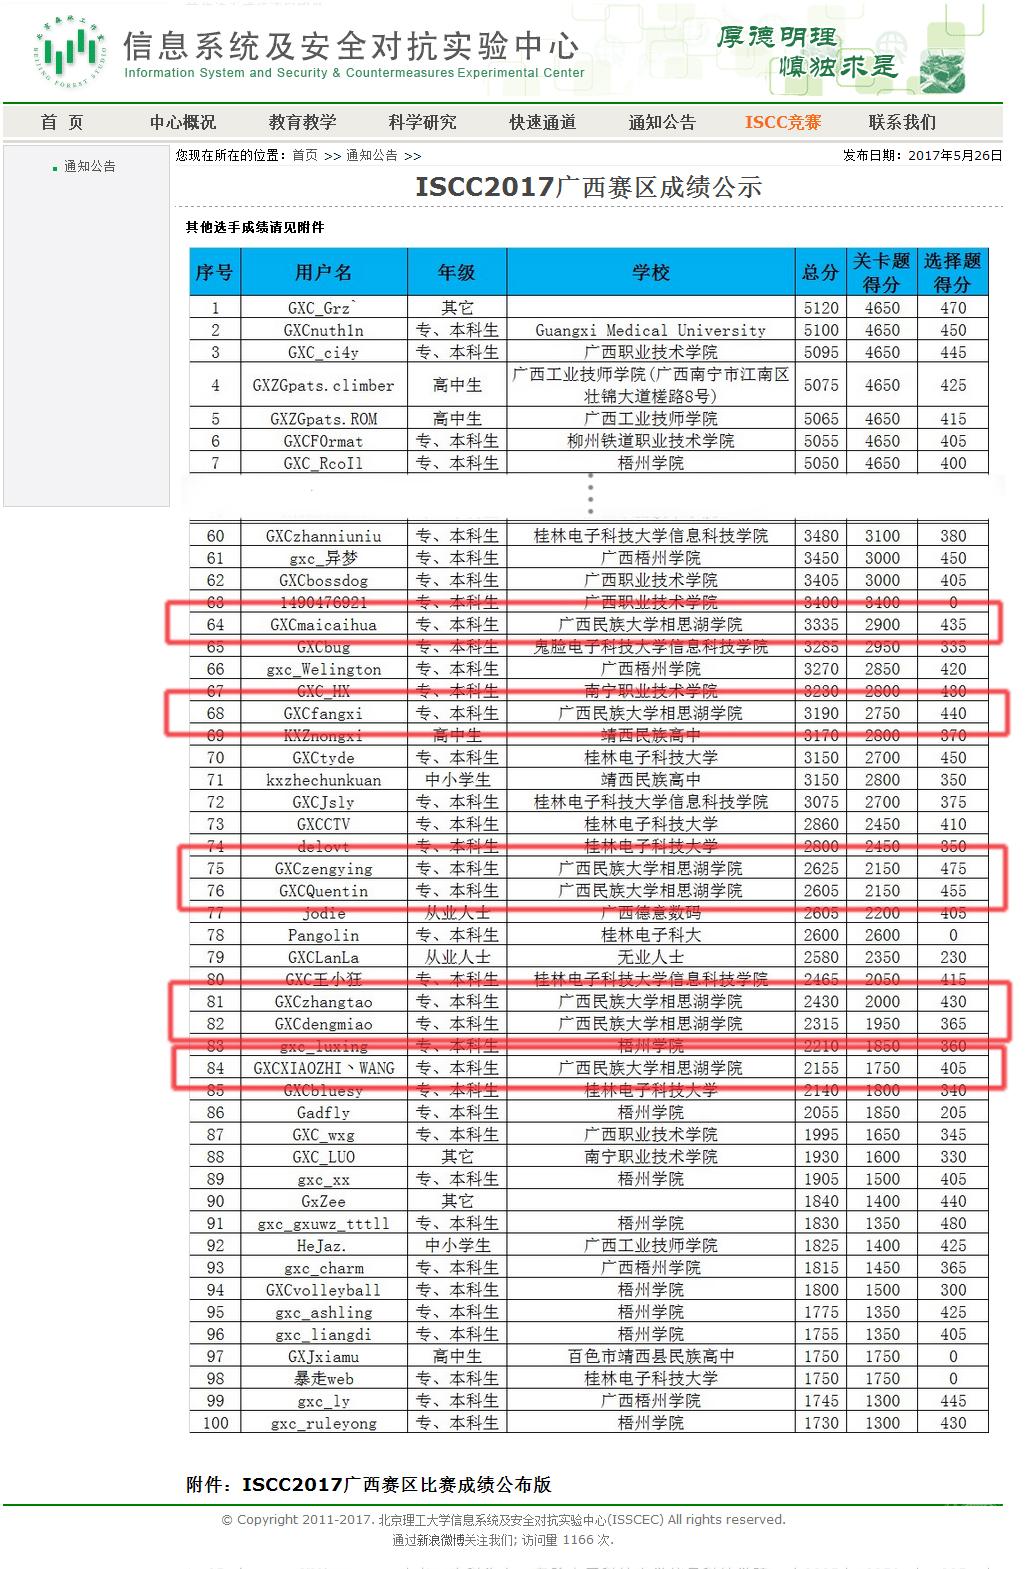 信息系统及安全对抗实验中心
Information System and Security & Countermeasures Experimental Center
厚德明理
慎独求是
BEIJING FOREST STUDIO
首 页 中心概况 教育教学 科学研究 快速通道 通知公告 ISCC竞赛 联系我们
通知公告
您现在所在的位置：首页 >> 通知公告 >> 发布日期：2017年5月26日
ISCC2017广西赛区成绩公示
其他选手成绩请见附件
序号 用户名 年级 学校 总分 关卡题得分 选择题得分
1 GXC_Grz` 其它 5120 4650 470
2 GXCnuth1n 专、本科生 Guangxi Medical University 5100 4650 450
3 GXC_ci4y 专、本科生 广西职业技术学院 5095 4650 445
4 GXZGpats.climber 高中生 广西工业技师学院(广西南宁市江南区壮锦大道槎路8号) 5075 4650 425
5 GXZGpats.ROM 高中生 广西工业技师学院 5065 4650 415
6 GXCF0rmat 专、本科生 柳州铁道职业技术学院 5055 4650 405
7 GXC_RcoIl 专、本科生 梧州学院 5050 4650 400
60 GXCzhanniuniu 专、本科生 桂林电子科技大学信息科技学院 3480 3100 380
61 gxc_异梦 专、本科生 广西梧州学院 3450 3000 450
62 GXCbossdog 专、本科生 广西职业技术学院 3405 3000 405
63 1490476921 专、本科生 广西职业技术学院 3400 3400 0
64 GXCmaicaihua 专、本科生 广西民族大学相思湖学院 3335 2900 435
65 GXCbug 专、本科生 鬼脸电子科技大学信息科技学院 3285 2950 335
66 gxc_Welington 专、本科生 广西梧州学院 3270 2850 420
67 GXC_HX 专、本科生 南宁职业技术学院 3230 2800 430
68 GXCfangxi 专、本科生 广西民族大学相思湖学院 3190 2750 440
69 KXZnongxi 高中生 靖西民族高中 3170 2800 370
70 GXCtyde 专、本科生 桂林电子科技大学 3150 2700 450
71 kxzhechunkuan 中小学生 靖西民族高中 3150 2800 350
72 GXCJsly 专、本科生 桂林电子科技大学信息科技学院 3075 2700 375
73 GXCCTV 专、本科生 桂林电子科技大学 2860 2450 410
74 delovt 专、本科生 桂林电子科技大学 2800 2450 350
75 GXCzengying 专、本科生 广西民族大学相思湖学院 2625 2150 475
76 GXCQuentin 专、本科生 广西民族大学相思湖学院 2605 2150 455
77 jodie 从业人士 广西德意数码 2605 2200 405
78 Pangolin 专、本科生 桂林电子科大 2600 2600 0
79 GXCLanLa 从业人士 无业人士 2580 2350 230
80 GXC王小狂 专、本科生 桂林电子科技大学信息科技学院 2465 2050 415
81 GXCzhangtao 专、本科生 广西民族大学相思湖学院 2430 2000 430
82 GXCdengmiao 专、本科生 广西民族大学相思湖学院 2315 1950 365
83 gxc_luxing 专、本科生 梧州学院 2210 1850 360
84 GXCXIAOZHI丶WANG 专、本科生 广西民族大学相思湖学院 2155 1750 405
85 GXCbluesy 专、本科生 桂林电子科技大学 2140 1800 340
86 Gadfly 专、本科生 梧州学院 2055 1850 205
87 GXC_wxg 专、本科生 广西职业技术学院 1995 1650 345
88 GXC_LUO 其它 南宁职业技术学院 1930 1600 330
89 gxc_xx 专、本科生 梧州学院 1905 1500 405
90 GxZee 其它 1840 1400 440
91 gxc_gxuwz_tttll 专、本科生 梧州学院 1830 1350 480
92 HeJaz. 中小学生 广西工业技师学院 1825 1400 425
93 gxc_charm 专、本科生 广西梧州学院 1815 1450 365
94 GXCvolleyball 专、本科生 梧州学院 1800 1500 300
95 gxc_ashling 专、本科生 梧州学院 1775 1350 425
96 gxc_liangdi 专、本科生 梧州学院 1755 1350 405
97 GXJxiamu 高中生 百色市靖西县民族高中 1750 1750 0
98 暴走web 专、本科生 桂林电子科技大学 1750 1750 0
99 gxc_ly 专、本科生 广西梧州学院 1745 1300 445
100 gxc_ruleyong 专、本科生 梧州学院 1730 1300 430
附件：ISCC2017广西赛区比赛成绩公布版
© Copyright 2011-2017. 北京理工大学信息系统及安全对抗实验中心(ISSCEC) All rights reserved.
通过新浪微博关注我们; 访问量 1166 次.